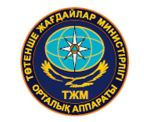 ТӨТЕНШЕ ЖАҒДАЙЛАР МИНИСТРЛІГІ
ТЖМ
ОРТАЛЫҚ АППАРАТЫ